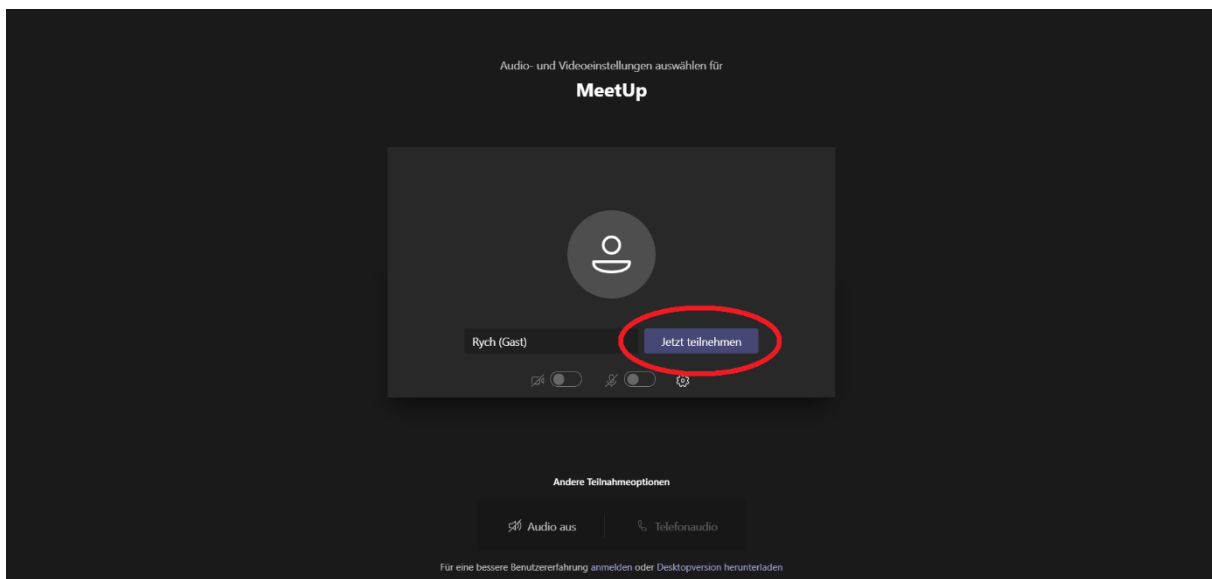 Audio- und Videoeinstellungen auswählen für
MeetUp
Rych (Gast)
Jetzt teilnehmen
Andere Teilnahmeoptionen
Audio aus
Telefonaudio
Für eine bessere Benutzererfahrung anmelden oder Desktopversion herunterladen